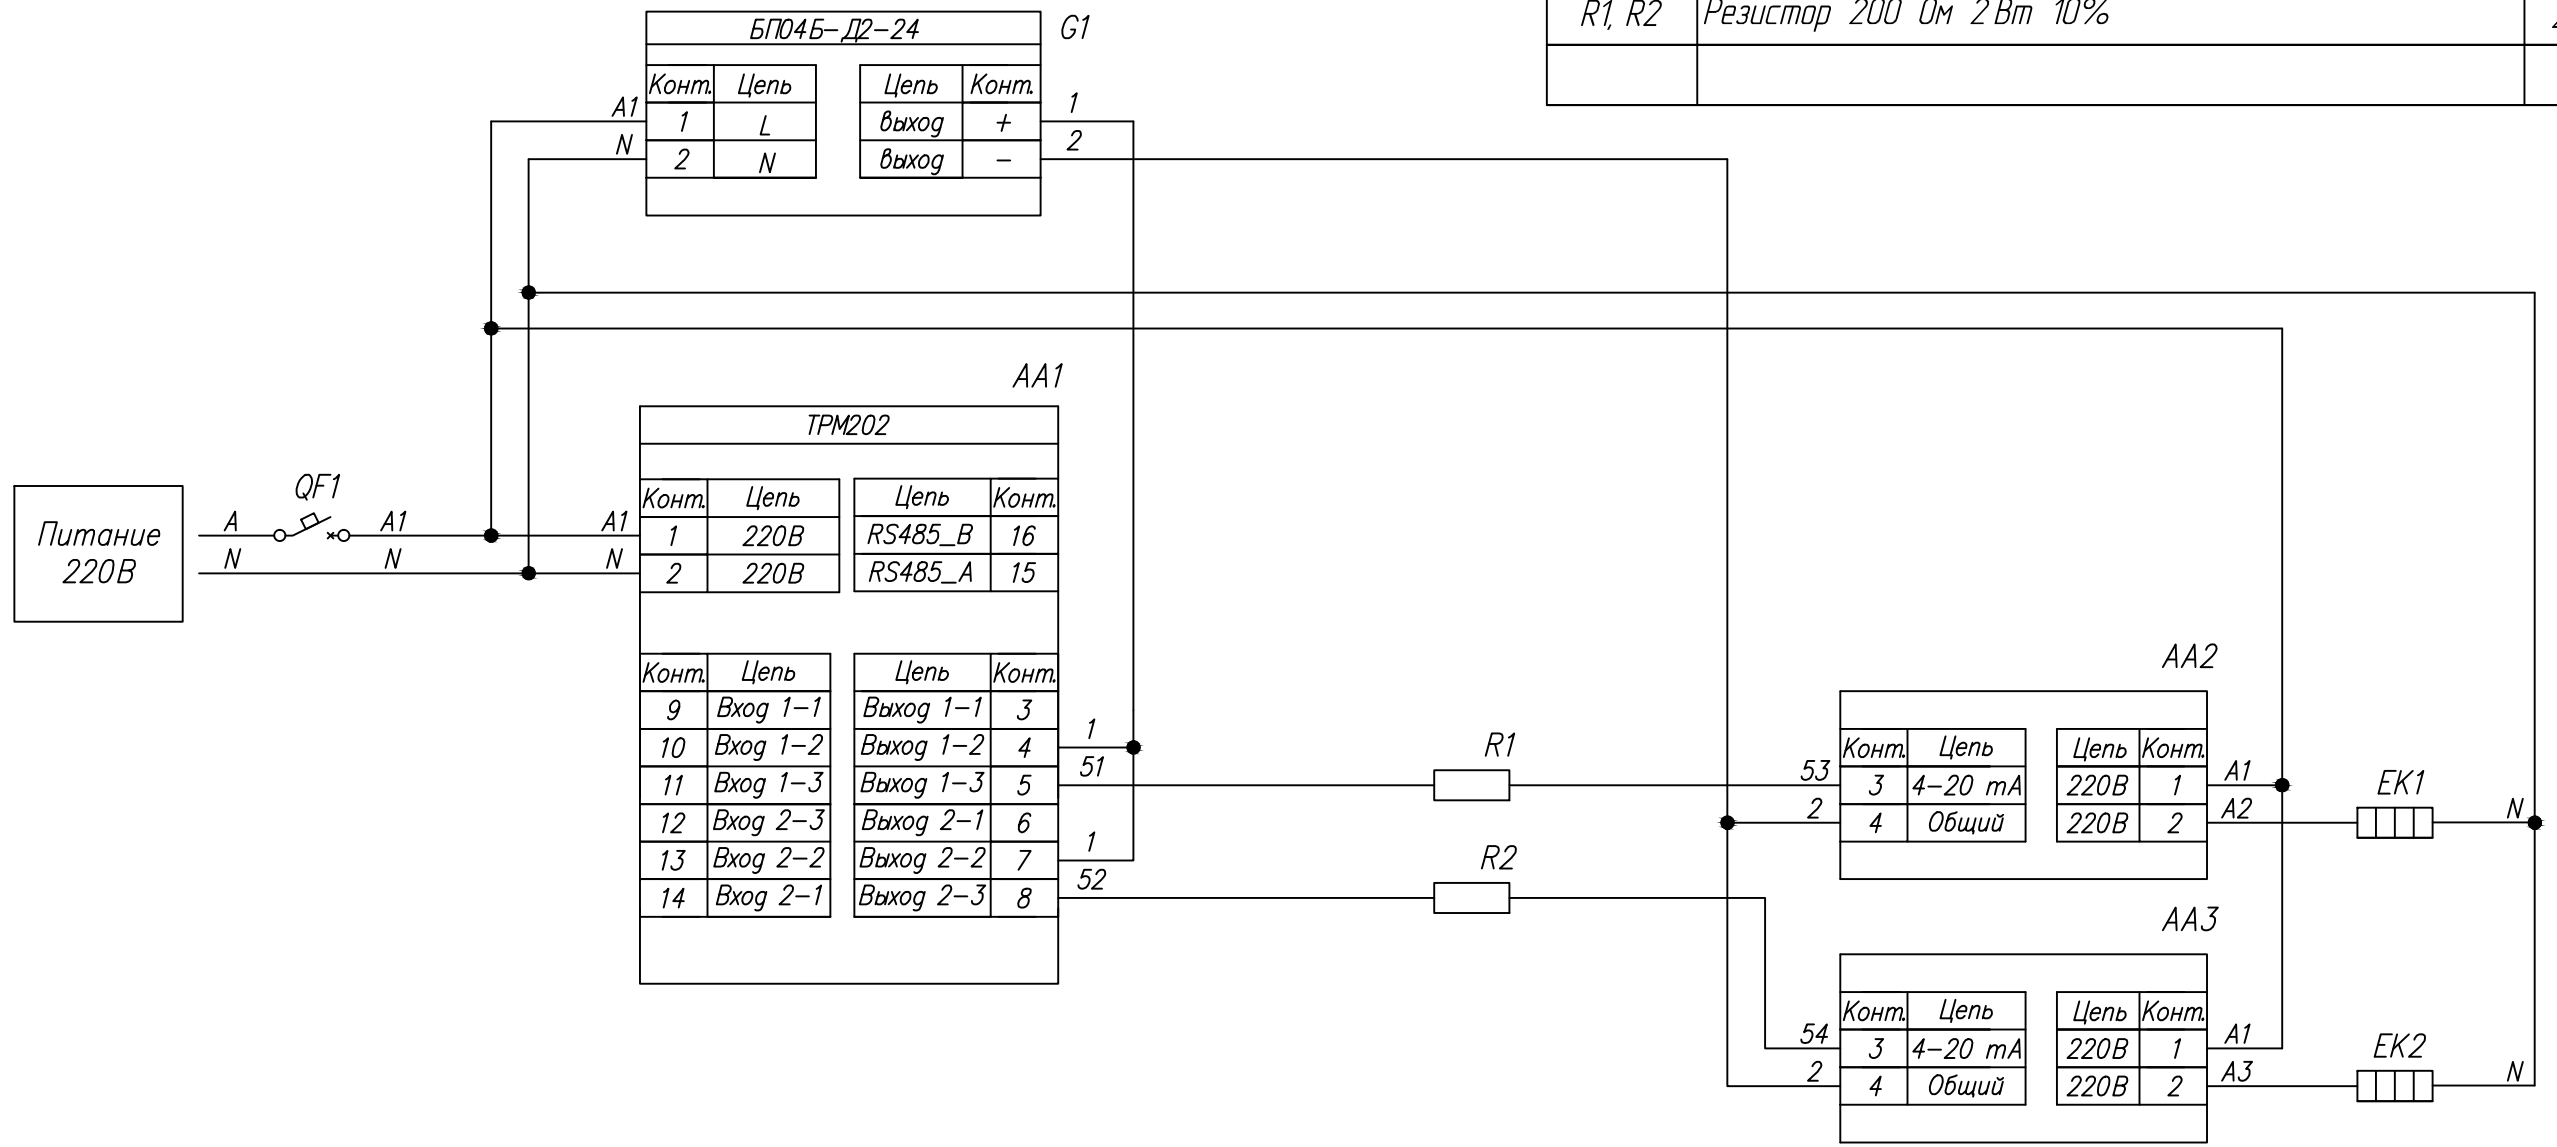 R1, R2 Резистор 200 Ом 2 Вт 10%
БП04Б-Д2-24 G1
Конт. Цепь Цепь Конт.
A1 1 L выход + 1
N 2 N выход - 2
AA1
ТРМ202
Питание
220В
QF1
A A1 A1
N N N
Конт. Цепь Цепь Конт.
1 220В RS485_B 16
2 220В RS485_A 15
Конт. Цепь Цепь Конт.
9 Вход 1-1 Выход 1-1 3
10 Вход 1-2 Выход 1-2 4 1
11 Вход 1-3 Выход 1-3 5 51
12 Вход 2-3 Выход 2-1 6
13 Вход 2-2 Выход 2-2 7 1
14 Вход 2-1 Выход 2-3 8 52
R1
R2
AA2
Конт. Цепь Цепь Конт.
53 3 4-20 mA 220В 1 A1
2 4 Общий 220В 2 A2
EK1
N
AA3
Конт. Цепь Цепь Конт.
54 3 4-20 mA 220В 1 A1
2 4 Общий 220В 2 A3
EK2
N